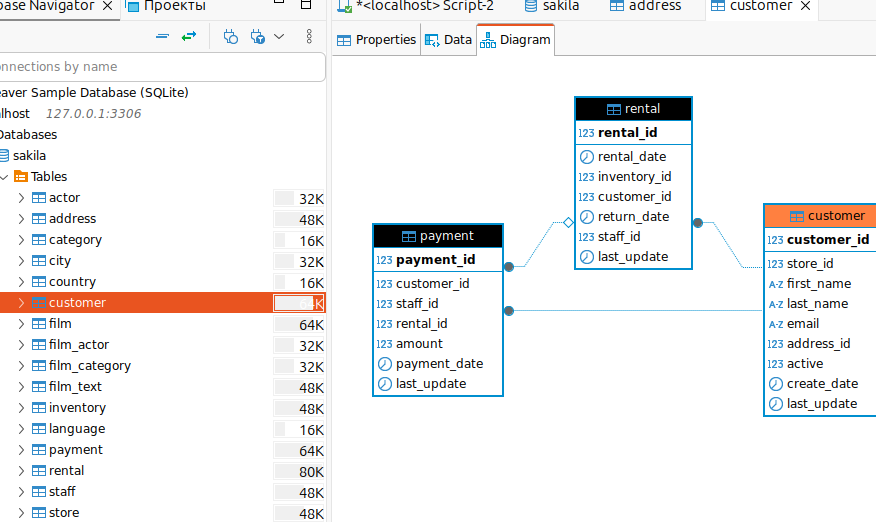 base Navigator
Проекты
*<localhost> Script-2
sakila
address
customer
Properties
Data
Diagram
onnections by name
eaver Sample Database (SQLite)
lhost 127.0.0.1:3306
Databases
sakila
Tables
actor 32K
address 48K
category 16K
city 32K
country 16K
customer 64K
film 64K
film_actor 32K
film_category 32K
film_text 48K
inventory 48K
language 16K
payment 64K
rental 80K
staff 48K
store 48K
rental
123 rental_id
rental_date
123 inventory_id
123 customer_id
return_date
123 staff_id
last_update
payment
123 payment_id
123 customer_id
123 staff_id
123 rental_id
123 amount
payment_date
last_update
customer
123 customer_id
123 store_id
A-Z first_name
A-Z last_name
A-Z email
123 address_id
123 active
create_date
last_update